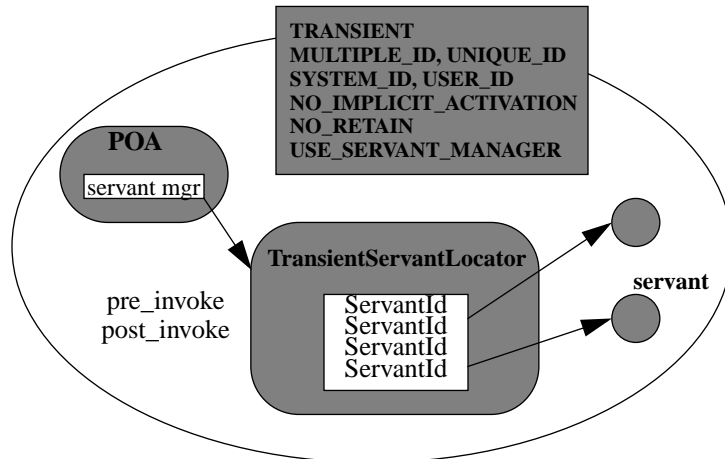 TRANSIENT
MULTIPLE_ID, UNIQUE_ID
SYSTEM_ID, USER_ID
NO_IMPLICIT_ACTIVATION
NO_RETAIN
USE_SERVANT_MANAGER
POA
servant mgr
TransientServantLocator
servant
pre_invoke
post_invoke
ServantId
ServantId
ServantId
ServantId